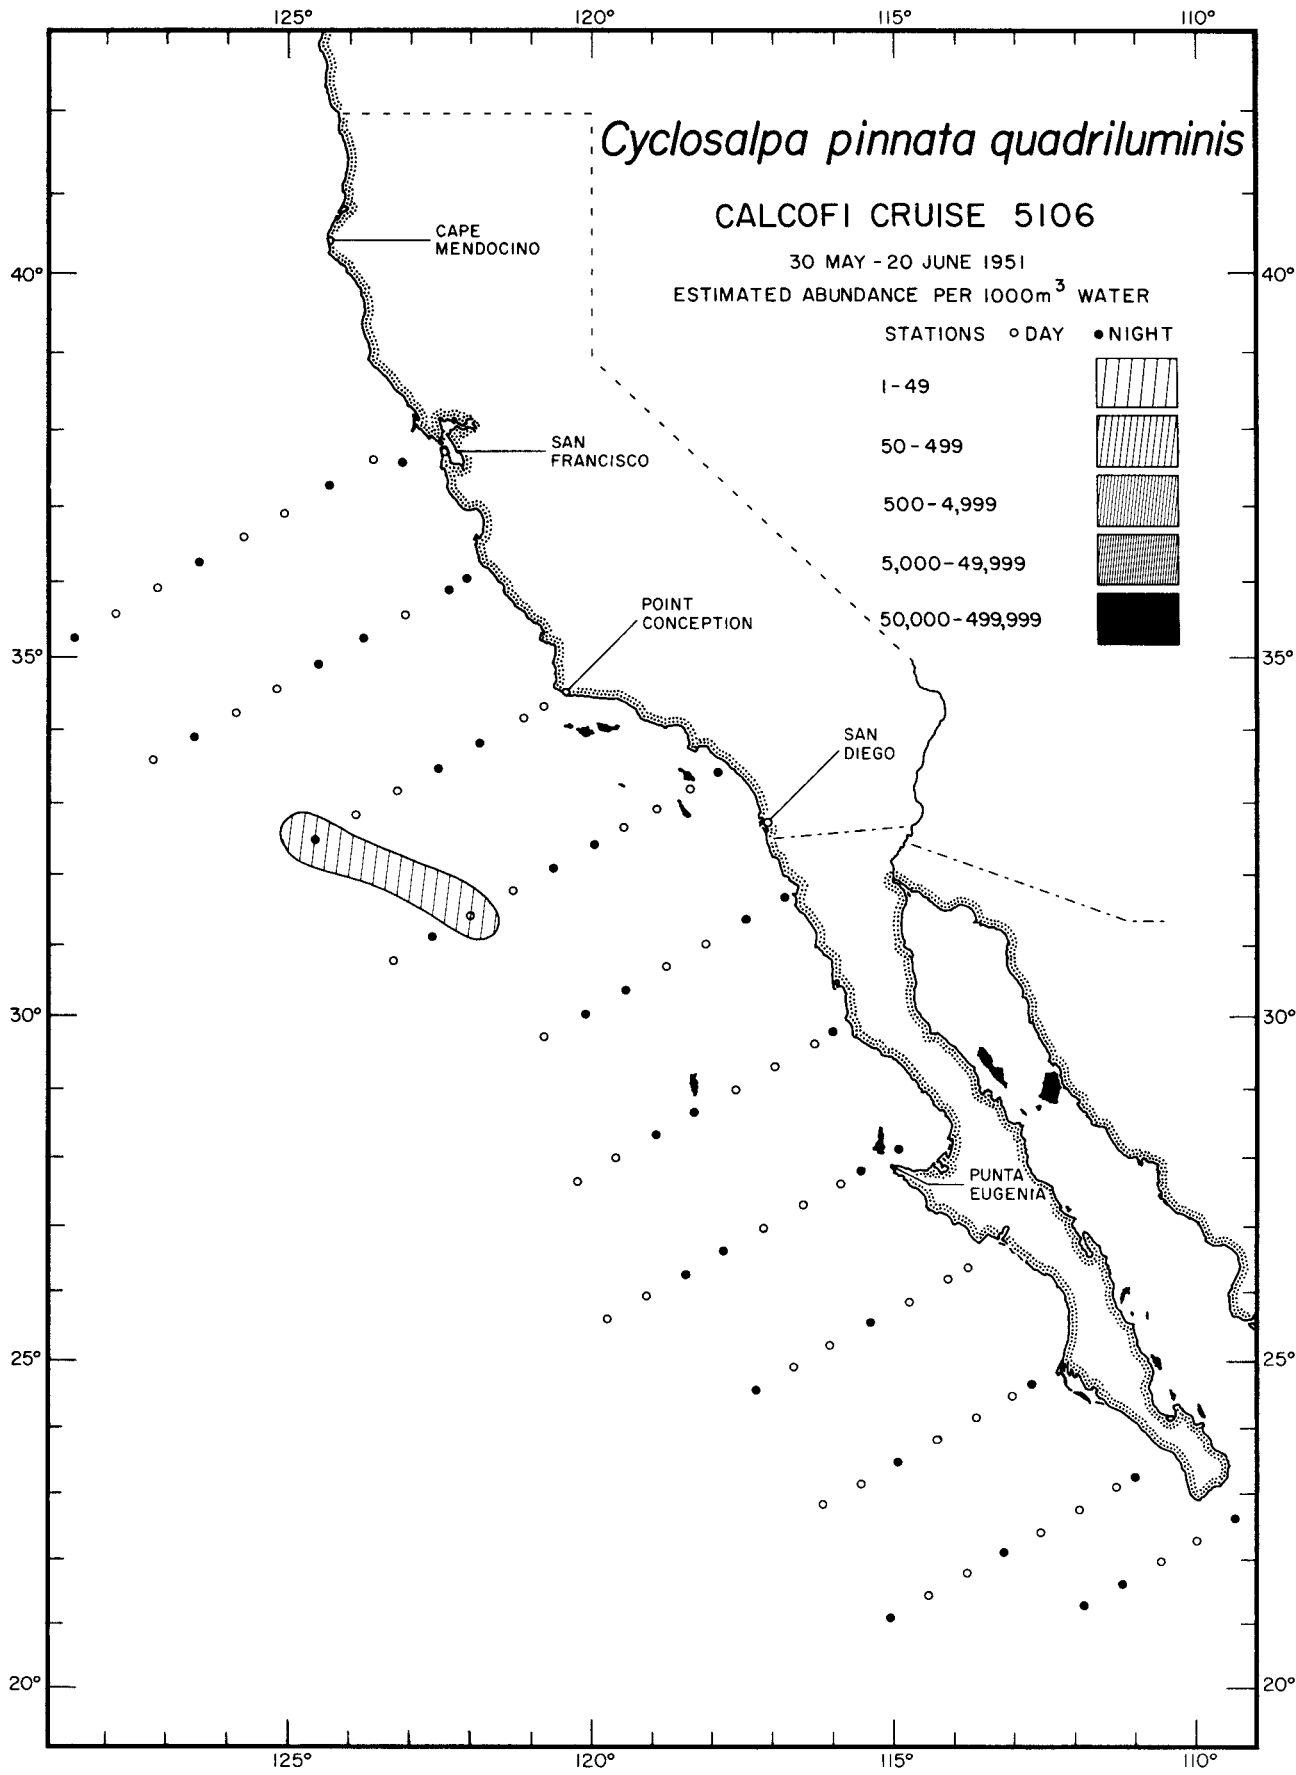 125° 120° 115° 110°
Cyclosalpa pinnata quadriluminis
CALCOFI CRUISE 5106
30 MAY - 20 JUNE 1951
ESTIMATED ABUNDANCE PER 1000m³ WATER
STATIONS ○ DAY ● NIGHT
1-49
50-499
500-4,999
5,000-49,999
50,000-499,999
CAPE
MENDOCINO
40° 40°
SAN
FRANCISCO
POINT
CONCEPTION
35° 35°
SAN
DIEGO
30° 30°
PUNTA
EUGENIA
25° 25°
20° 20°
125° 120° 115° 110°